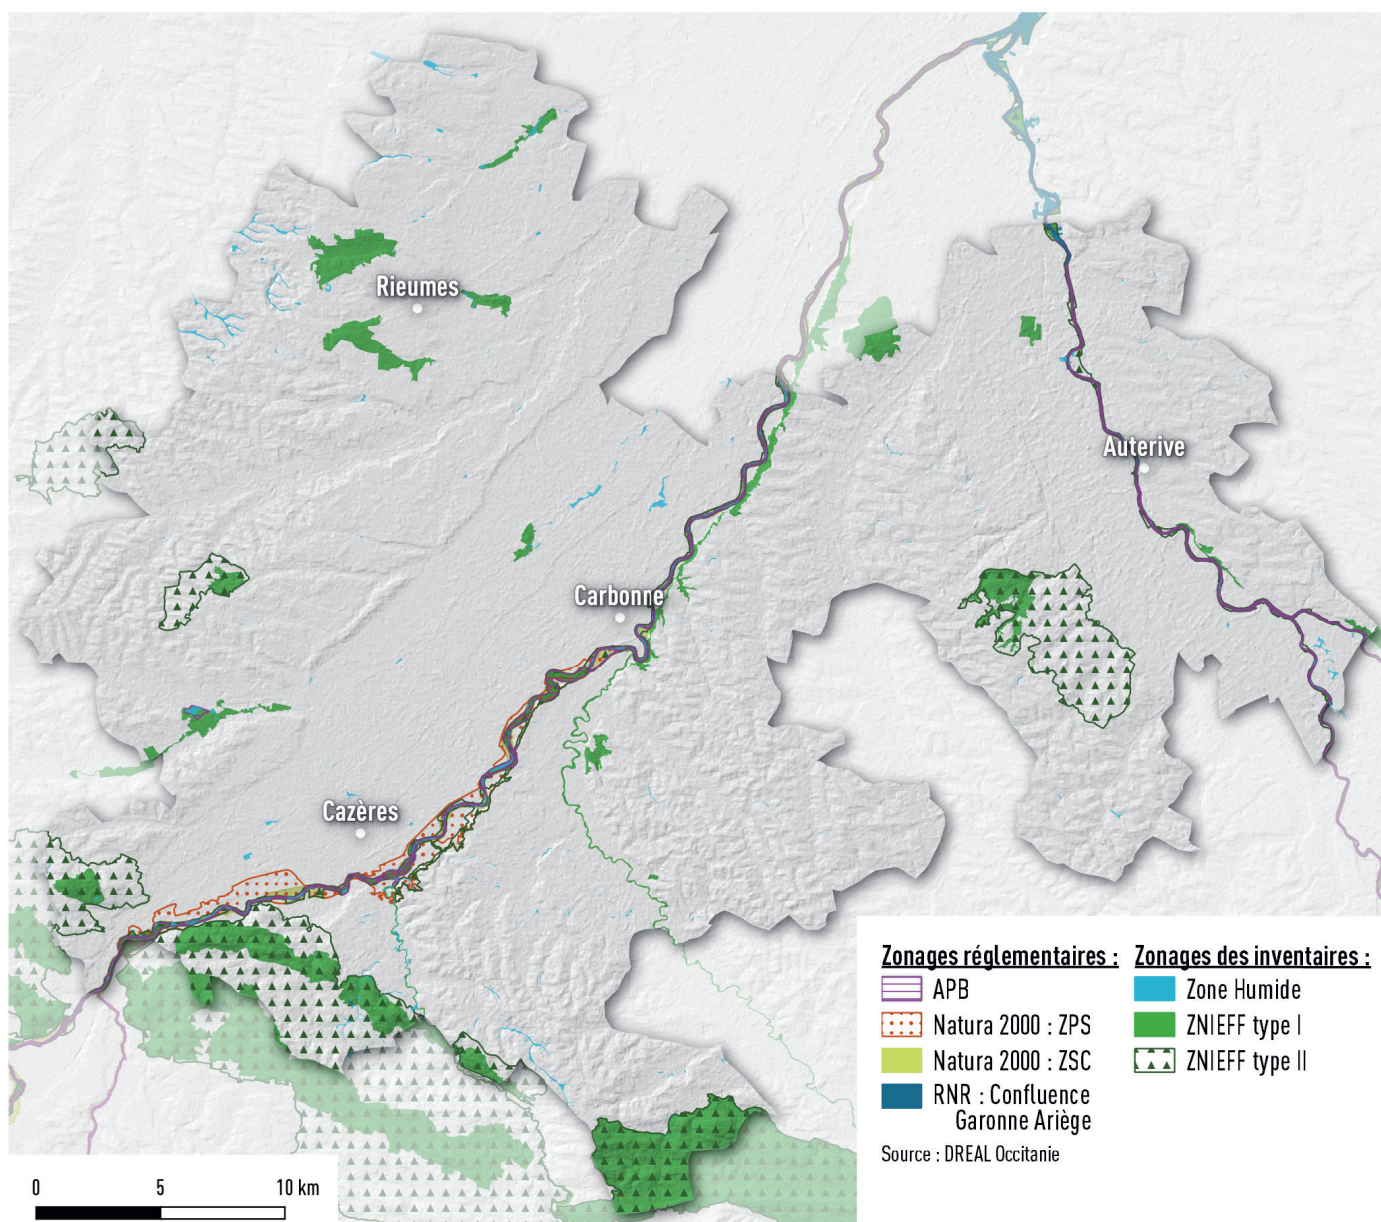 Rieumes
Auterive
Carbonne
Cazères
Zonages réglementaires :
APB
Natura 2000 : ZPS
Natura 2000 : ZSC
RNR : Confluence
Garonne Ariège
Source : DREAL Occitanie
Zonages des inventaires :
Zone Humide
ZNIEFF type I
ZNIEFF type II
0 5 10 km